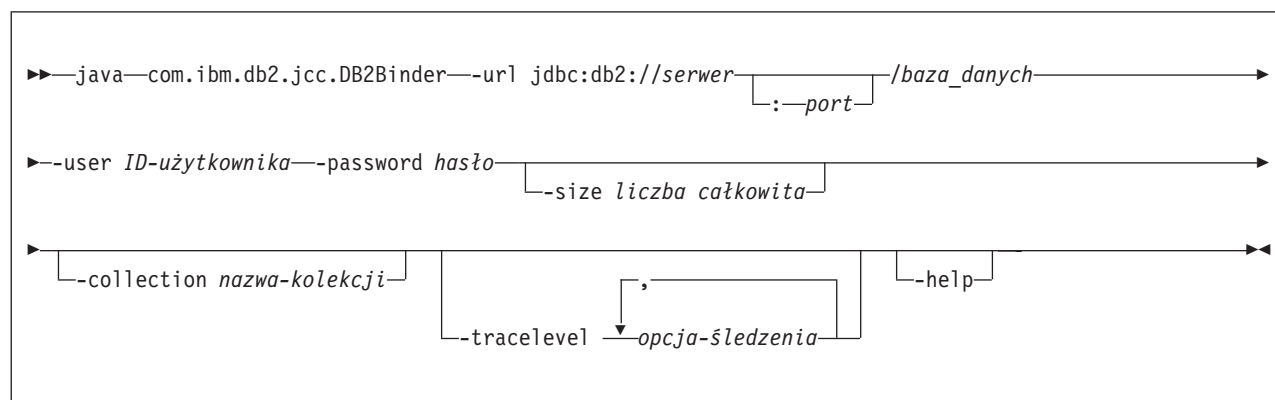 java com.ibm.db2.jcc.DB2Binder -url jdbc:db2://serwer /baza_danych
: port
-user ID-użytkownika -password hasło
-size liczba całkowita
-collection nazwa-kolekcji -help
,
-tracelevel opcja-śledzenia